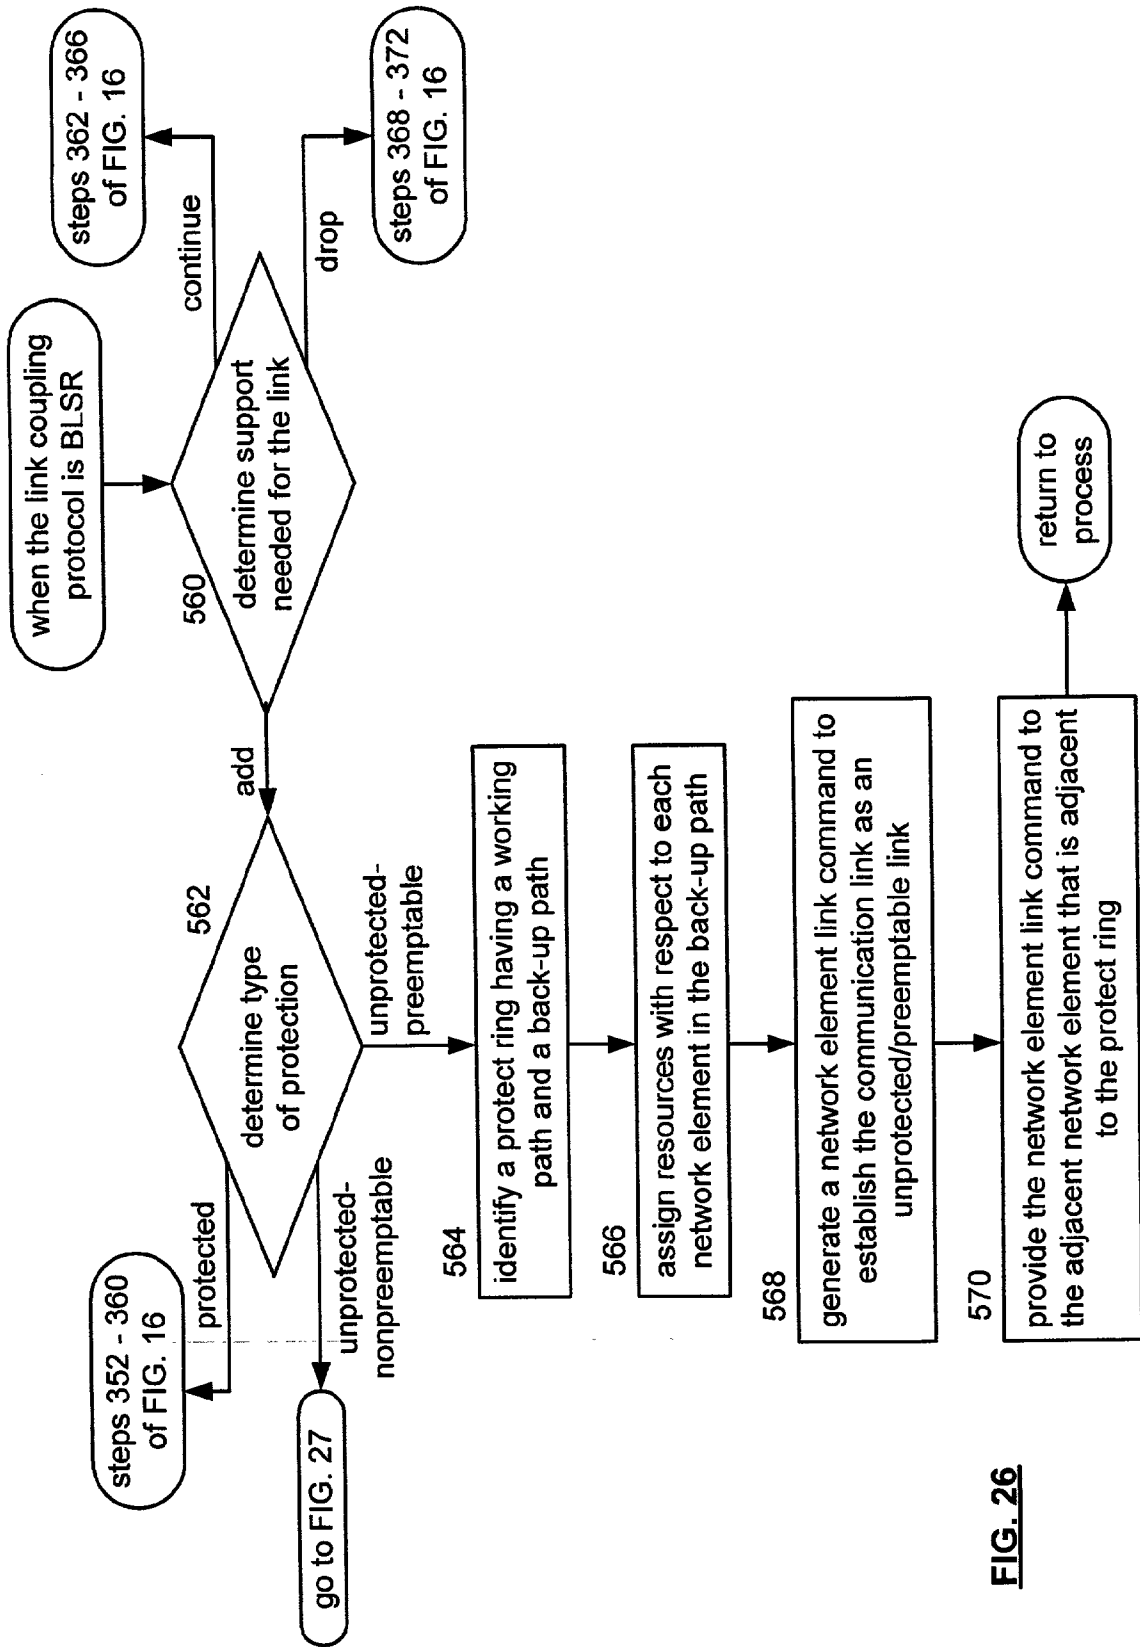 when the link coupling
protocol is BLSR
560
determine support
needed for the link
continue
steps 362 - 366
of FIG. 16
drop
steps 368 - 372
of FIG. 16
add
562
determine type
of protection
protected
steps 352 - 360
of FIG. 16
unprotected-
nonpreemptable
go to FIG. 27
unprotected-
preemptable
564
identify a protect ring having a working
path and a back-up path
566
assign resources with respect to each
network element in the back-up path
568
generate a network element link command to
establish the communication link as an
unprotected/preemptable link
570
provide the network element link command to
the adjacent network element that is adjacent
to the protect ring
return to
process
FIG. 26